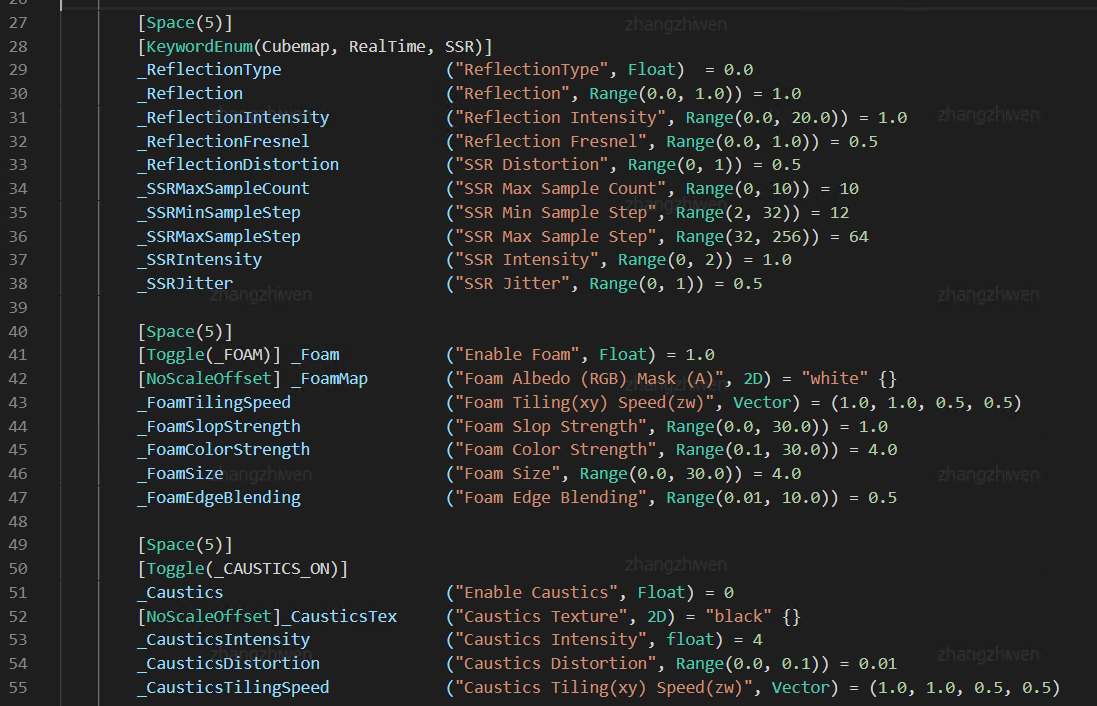 26
27 [Space(5)]
28 [KeywordEnum(Cubemap, RealTime, SSR)]
29 _ReflectionType ("ReflectionType", Float) = 0.0
30 _Reflection ("Reflection", Range(0.0, 1.0)) = 1.0
31 _ReflectionIntensity ("Reflection Intensity", Range(0.0, 20.0)) = 1.0
32 _ReflectionFresnel ("Reflection Fresnel", Range(0.0, 1.0)) = 0.5
33 _ReflectionDistortion ("SSR Distortion", Range(0, 1)) = 0.5
34 _SSRMaxSampleCount ("SSR Max Sample Count", Range(0, 10)) = 10
35 _SSRMinSampleStep ("SSR Min Sample Step", Range(2, 32)) = 12
36 _SSRMaxSampleStep ("SSR Max Sample Step", Range(32, 256)) = 64
37 _SSRIntensity ("SSR Intensity", Range(0, 2)) = 1.0
38 _SSRJitter ("SSR Jitter", Range(0, 1)) = 0.5
39
40 [Space(5)]
41 [Toggle(_FOAM)] _Foam ("Enable Foam", Float) = 1.0
42 [NoScaleOffset] _FoamMap ("Foam Albedo (RGB) Mask (A)", 2D) = "white" {}
43 _FoamTilingSpeed ("Foam Tiling(xy) Speed(zw)", Vector) = (1.0, 1.0, 0.5, 0.5)
44 _FoamSlopStrength ("Foam Slop Strength", Range(0.0, 30.0)) = 1.0
45 _FoamColorStrength ("Foam Color Strength", Range(0.1, 30.0)) = 4.0
46 _FoamSize ("Foam Size", Range(0.0, 30.0)) = 4.0
47 _FoamEdgeBlending ("Foam Edge Blending", Range(0.01, 10.0)) = 0.5
48
49 [Space(5)]
50 [Toggle(_CAUSTICS_ON)]
51 _Caustics ("Enable Caustics", Float) = 0
52 [NoScaleOffset]_CausticsTex ("Caustics Texture", 2D) = "black" {}
53 _CausticsIntensity ("Caustics Intensity", float) = 4
54 _CausticsDistortion ("Caustics Distortion", Range(0.0, 0.1)) = 0.01
55 _CausticsTilingSpeed ("Caustics Tiling(xy) Speed(zw)", Vector) = (1.0, 1.0, 0.5, 0.5)
zhangzhiwen
zhangzhiwen
zhangzhiwen
zhangzhiwen
zhangzhiwen
zhangzhiwen
zhangzhiwen
zhangzhiwen
zhangzhiwen
zhangzhiwen
zhangzhiwen
zhangzhiwen